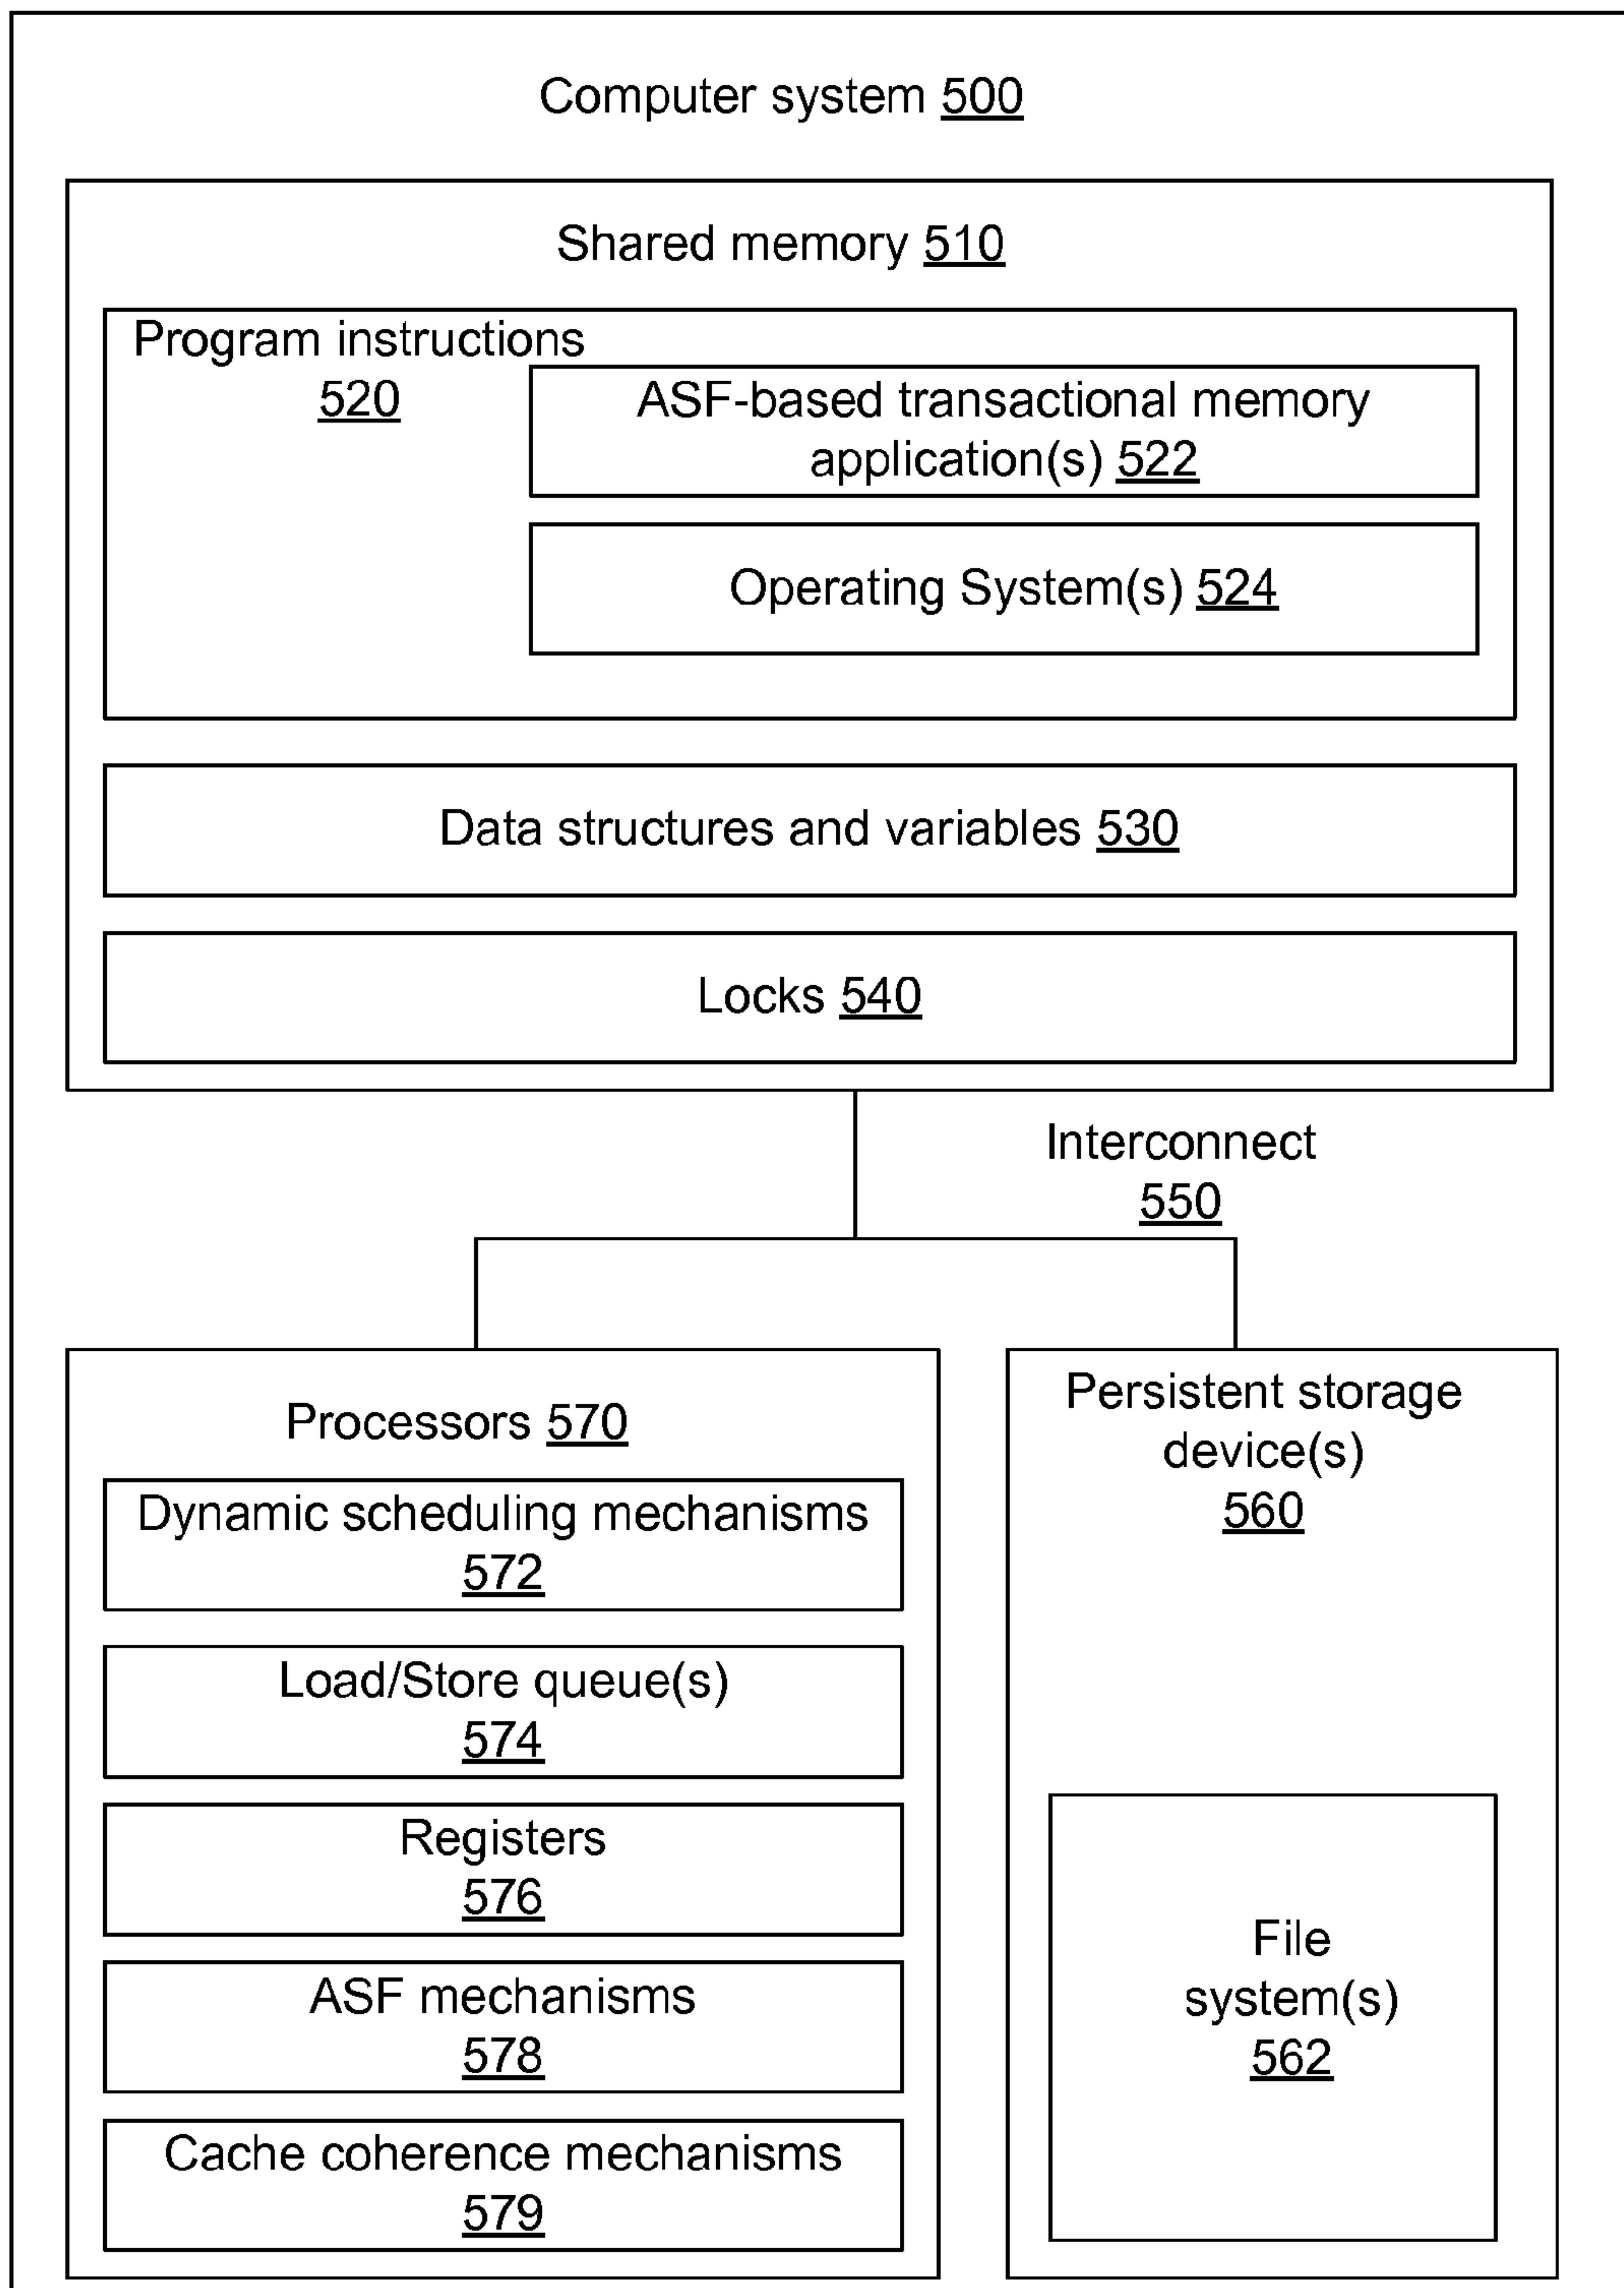 Computer system 500
Shared memory 510
Program instructions
520
ASF-based transactional memory
application(s) 522
Operating System(s) 524
Data structures and variables 530
Locks 540
Interconnect
550
Processors 570
Dynamic scheduling mechanisms
572
Load/Store queue(s)
574
Registers
576
ASF mechanisms
578
Cache coherence mechanisms
579
Persistent storage
device(s)
560
File
system(s)
562